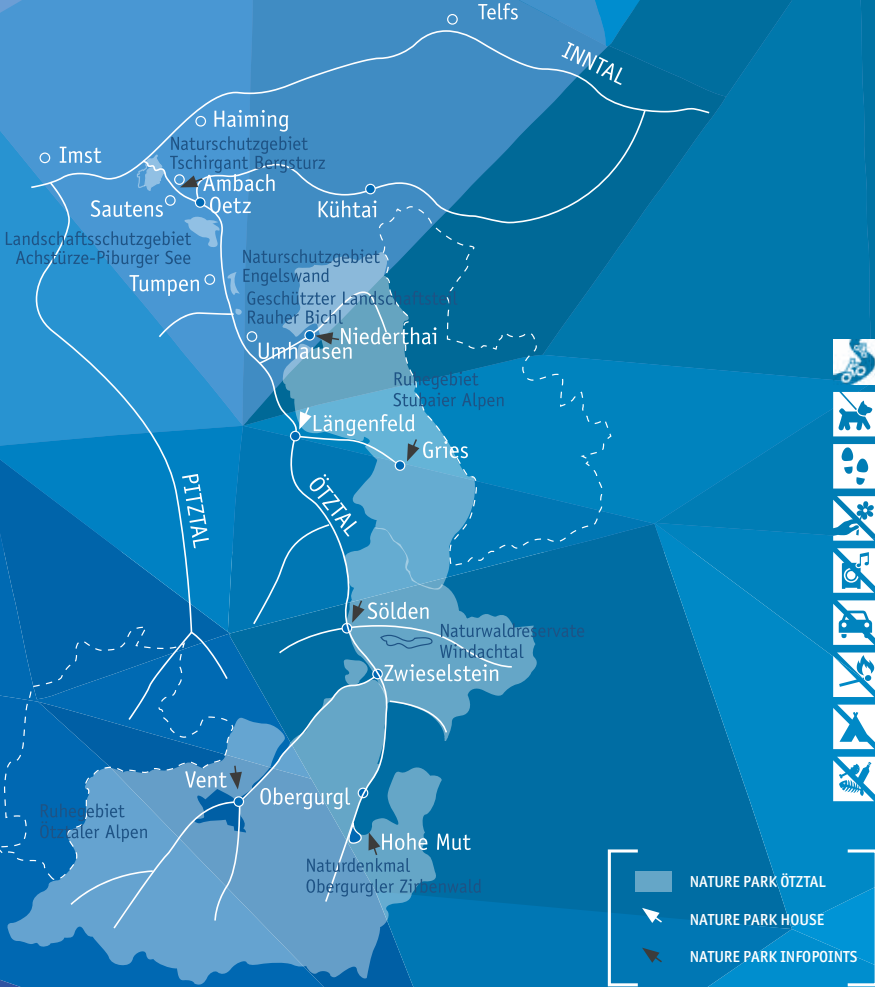 Telfs
INNTAL
Haiming
Naturschutzgebiet
Tschirgant Bergsturz
Imst
Ambach
Sautens
Oetz
Kühtai
Landschaftsschutzgebiet
Achstürze-Piburger See
Naturschutzgebiet
Engelswand
Tumpen
Geschützter Landschaftsteil
Rauher Bichl
Niederthai
Umhausen
Ruhegebiet
Stubaier Alpen
Längenfeld
Gries
PITZTAL
ÖTZTAL
Sölden
Naturwaldreservate
Windachtal
Zwieselstein
Vent
Obergurgl
Ruhegebiet
Ötztaler Alpen
Hohe Mut
Naturdenkmal
Obergurgler Zirbenwald
NATURE PARK ÖTZTAL
NATURE PARK HOUSE
NATURE PARK INFOPOINTS